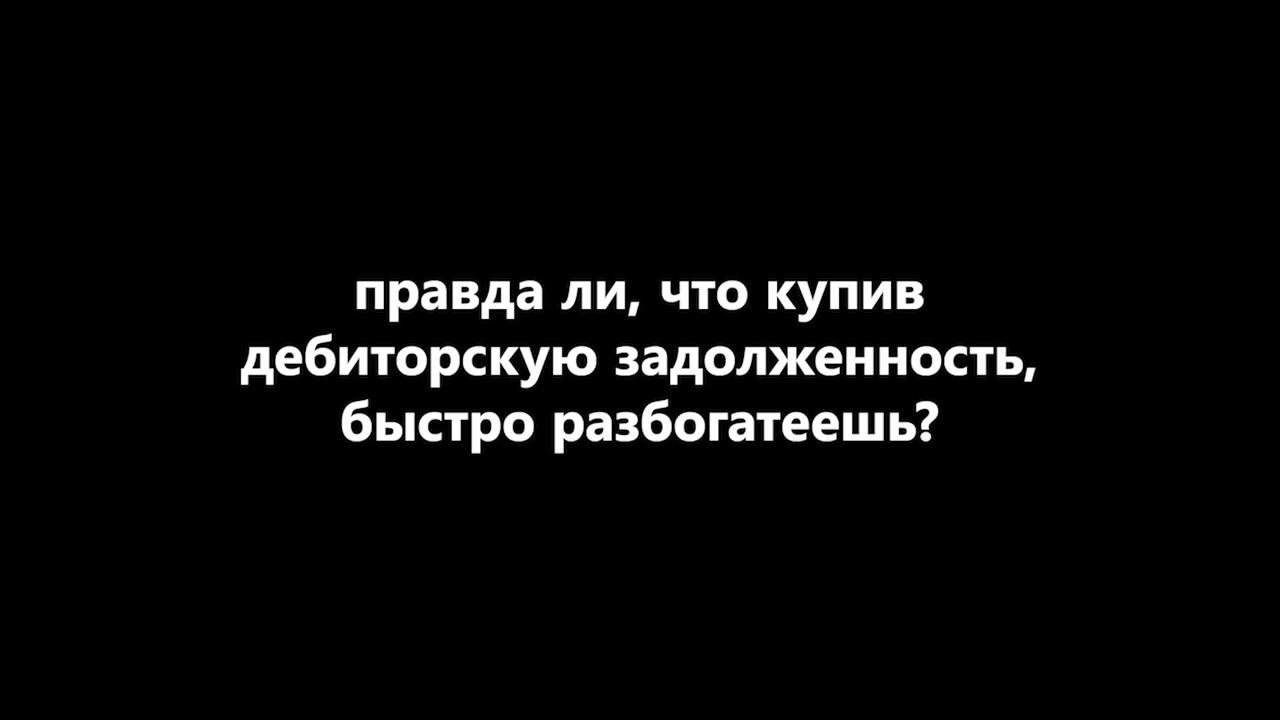 правда ли, что купив
дебиторскую задолженность,
быстро разбогатеешь?